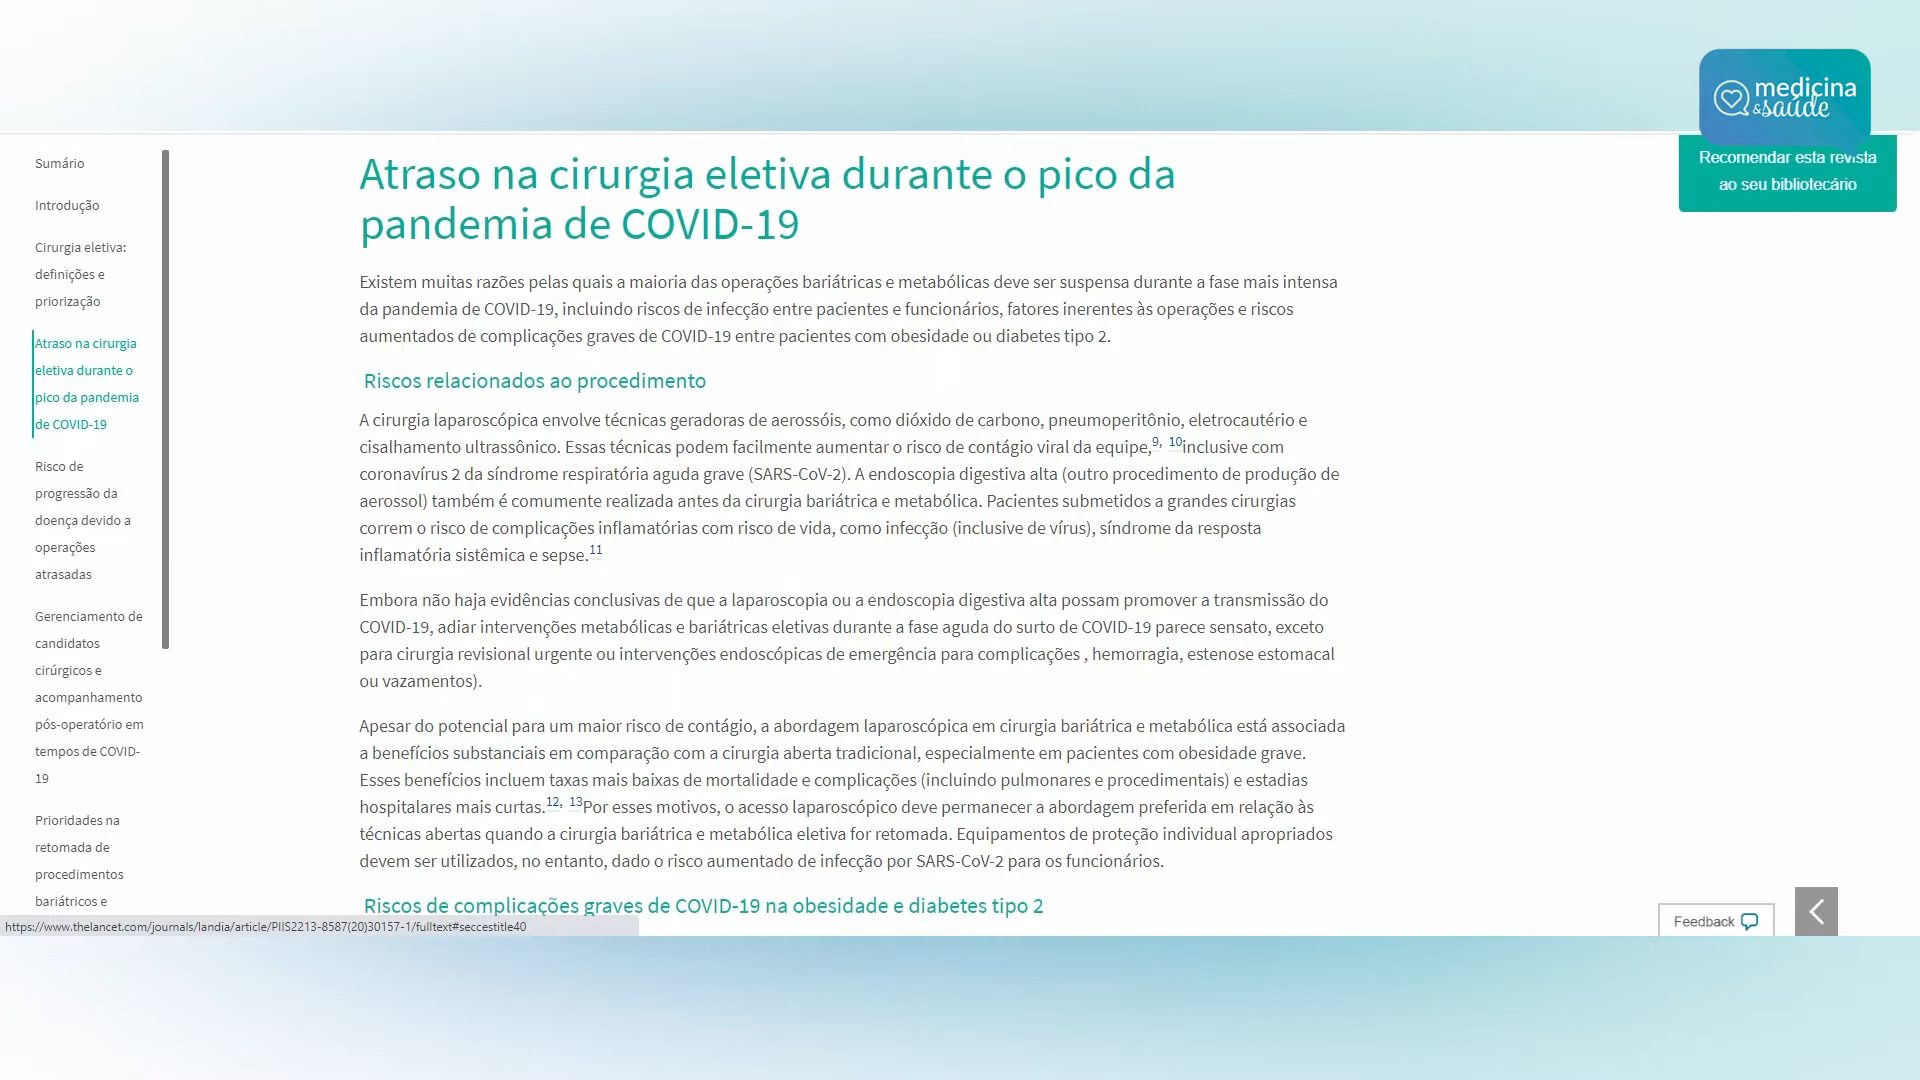 medicina
&saúde
Recomendar esta revista
ao seu bibliotecário
Sumário
Introdução
Cirurgia eletiva:
definições e
priorização
Atraso na cirurgia
eletiva durante o
pico da pandemia
de COVID-19
Risco de
progressão da
doença devido a
operações
atrasadas
Gerenciamento de
candidatos
cirúrgicos e
acompanhamento
pós-operatório em
tempos de COVID-
19
Prioridades na
retomada de
procedimentos
bariátricos e
Atraso na cirurgia eletiva durante o pico da
pandemia de COVID-19
Existem muitas razões pelas quais a maioria das operações bariátricas e metabólicas deve ser suspensa durante a fase mais intensa
da pandemia de COVID-19, incluindo riscos de infecção entre pacientes e funcionários, fatores inerentes às operações e riscos
aumentados de complicações graves de COVID-19 entre pacientes com obesidade ou diabetes tipo 2.
Riscos relacionados ao procedimento
A cirurgia laparoscópica envolve técnicas geradoras de aerossóis, como dióxido de carbono, pneumoperitônio, eletrocautério e
cisalhamento ultrassônico. Essas técnicas podem facilmente aumentar o risco de contágio viral da equipe,9, 10inclusive com
coronavírus 2 da síndrome respiratória aguda grave (SARS-CoV-2). A endoscopia digestiva alta (outro procedimento de produção de
aerossol) também é comumente realizada antes da cirurgia bariátrica e metabólica. Pacientes submetidos a grandes cirurgias
correm o risco de complicações inflamatórias com risco de vida, como infecção (inclusive de vírus), síndrome da resposta
inflamatória sistêmica e sepse.11
Embora não haja evidências conclusivas de que a laparoscopia ou a endoscopia digestiva alta possam promover a transmissão do
COVID-19, adiar intervenções metabólicas e bariátricas eletivas durante a fase aguda do surto de COVID-19 parece sensato, exceto
para cirurgia revisional urgente ou intervenções endoscópicas de emergência para complicações , hemorragia, estenose estomacal
ou vazamentos).
Apesar do potencial para um maior risco de contágio, a abordagem laparoscópica em cirurgia bariátrica e metabólica está associada
a benefícios substanciais em comparação com a cirurgia aberta tradicional, especialmente em pacientes com obesidade grave.
Esses benefícios incluem taxas mais baixas de mortalidade e complicações (incluindo pulmonares e procedimentais) e estadias
hospitalares mais curtas.12, 13Por esses motivos, o acesso laparoscópico deve permanecer a abordagem preferida em relação às
técnicas abertas quando a cirurgia bariátrica e metabólica eletiva for retomada. Equipamentos de proteção individual apropriados
devem ser utilizados, no entanto, dado o risco aumentado de infecção por SARS-CoV-2 para os funcionários.
Riscos de complicações graves de COVID-19 na obesidade e diabetes tipo 2
https://www.thelancet.com/journals/landia/article/PIIS2213-8587(20)30157-1/fulltext#seccestitle40
Feedback